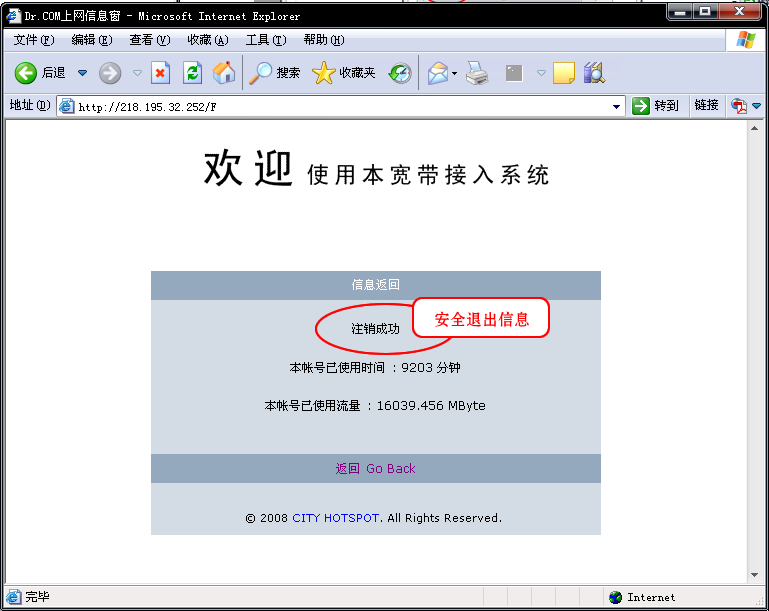 Dr.COM上网信息窗 - Microsoft Internet Explorer
文件(F) 编辑(E) 查看(V) 收藏(A) 工具(T) 帮助(H)
后退 搜索 收藏夹
地址(D) http://218.195.32.252/F 转到 链接
欢迎 使用本宽带接入系统
信息返回
注销成功 安全退出信息
本帐号已使用时间 : 9203 分钟
本帐号已使用流量 : 16039.456 MByte
返回 Go Back
© 2008 CITY HOTSPOT. All Rights Reserved.
完毕 Internet